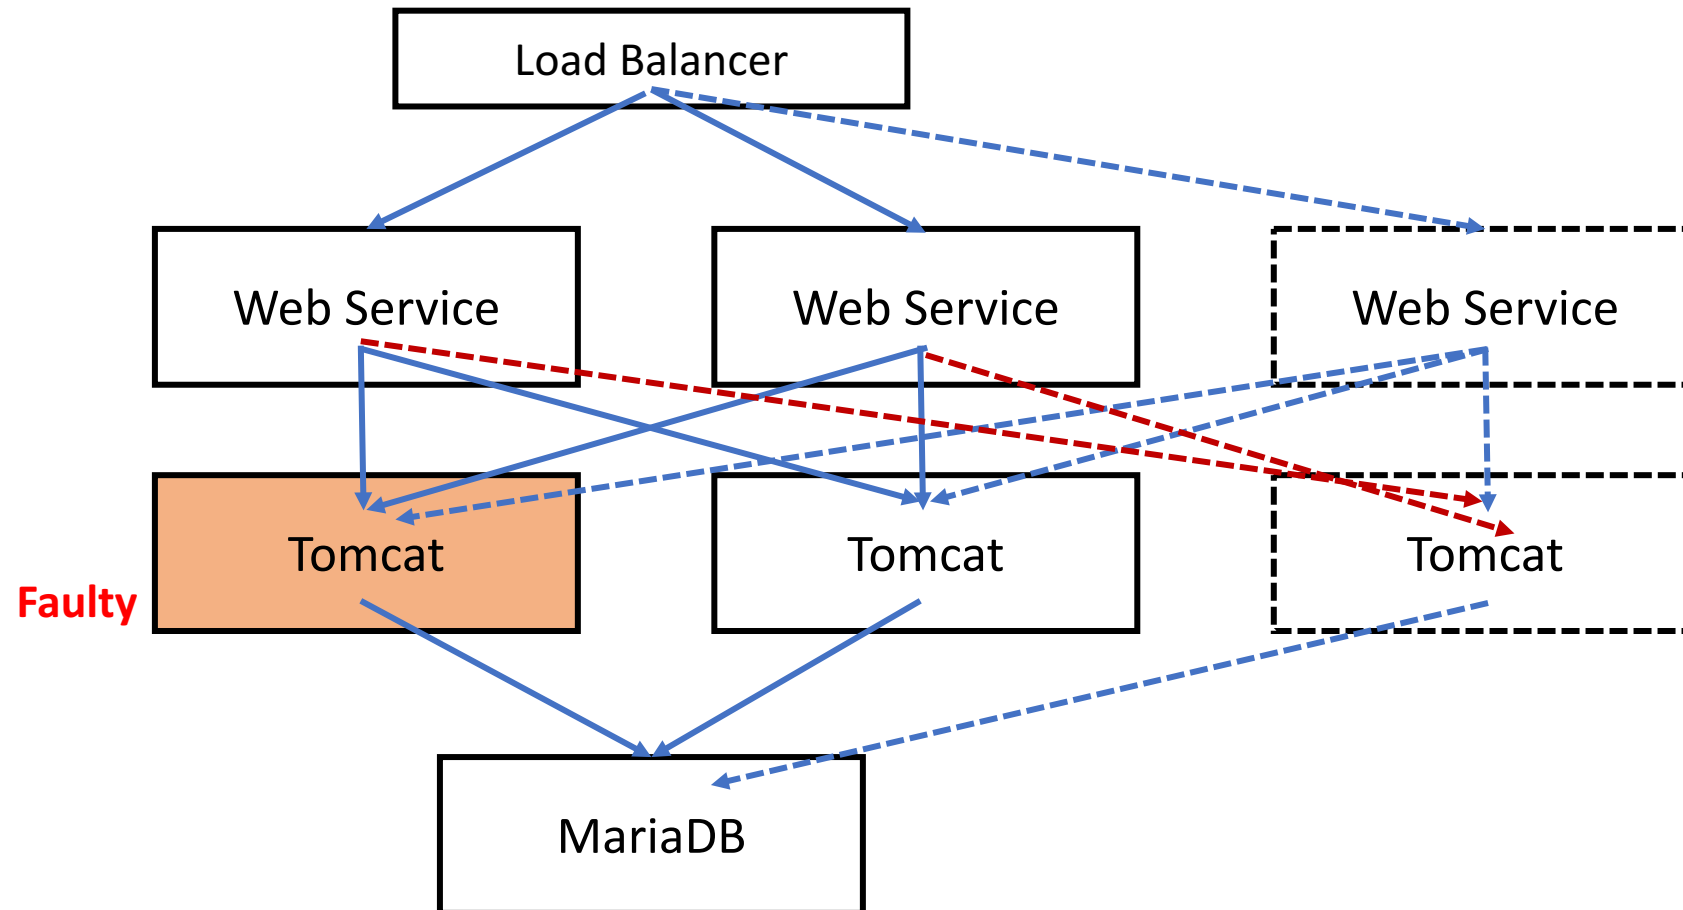 Load Balancer
Web Service
Web Service
Web Service
Tomcat
Tomcat
Tomcat
Faulty
MariaDB